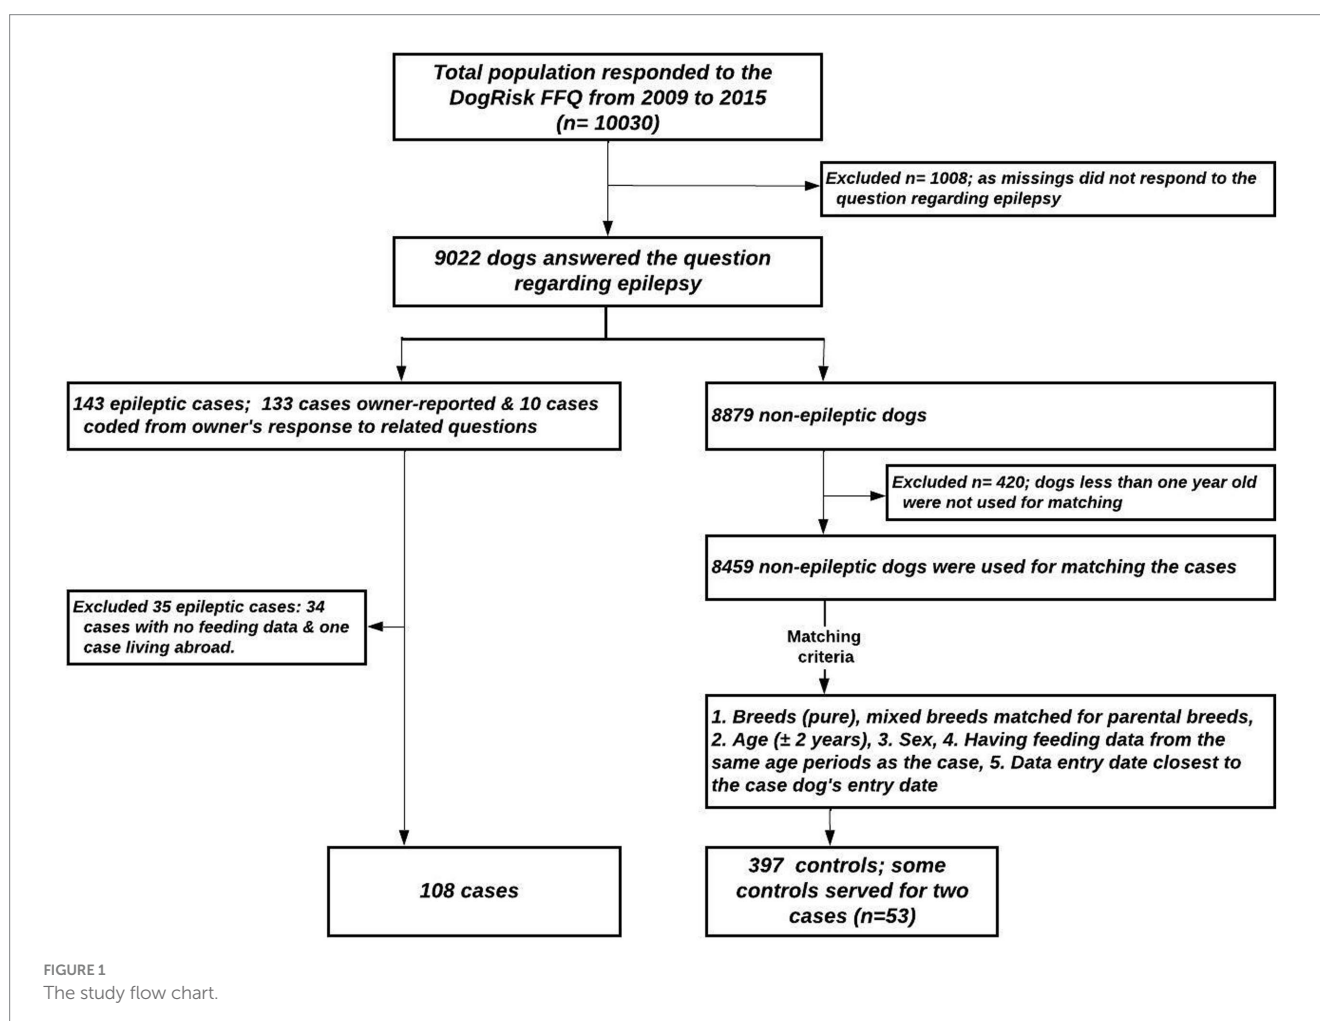 Total population responded to the
DogRisk FFQ from 2009 to 2015
(n= 10030)
Excluded n= 1008; as missings did not respond to the
question regarding epilepsy
9022 dogs answered the question
regarding epilepsy
143 epileptic cases; 133 cases owner-reported & 10 cases
coded from owner's response to related questions
8879 non-epileptic dogs
Excluded n= 420; dogs less than one year old
were not used for matching
8459 non-epileptic dogs were used for matching the cases
Excluded 35 epileptic cases: 34
cases with no feeding data & one
case living abroad.
Matching
criteria
1. Breeds (pure), mixed breeds matched for parental breeds,
2. Age (± 2 years), 3. Sex, 4. Having feeding data from the
same age periods as the case, 5. Data entry date closest to
the case dog's entry date
108 cases
397 controls; some
controls served for two
cases (n=53)
FIGURE 1
The study flow chart.